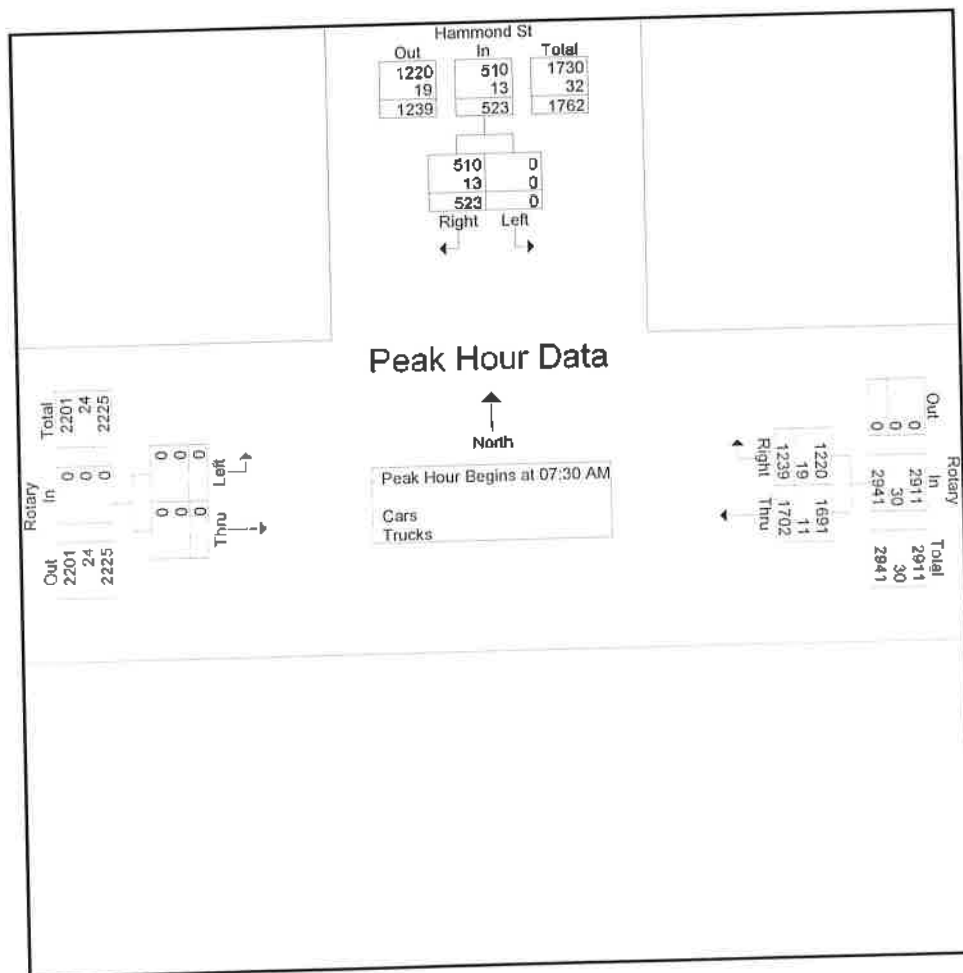 Hammond St
Out In Total
1220 510 1730
19 13 32
1239 523 1762
510 0
13 0
523 0
Right Left
Peak Hour Data
North
Peak Hour Begins at 07:30 AM
Cars
Trucks
Rotary
Out In Total
2201 0 2201
24 0 24
2225 0 2225
Left
0
0
0
Thru
0
0
0
Rotary
Out In Total
0 2911 2911
0 30 30
0 2941 2941
Right Thru
1220 1691
19 11
1239 1702